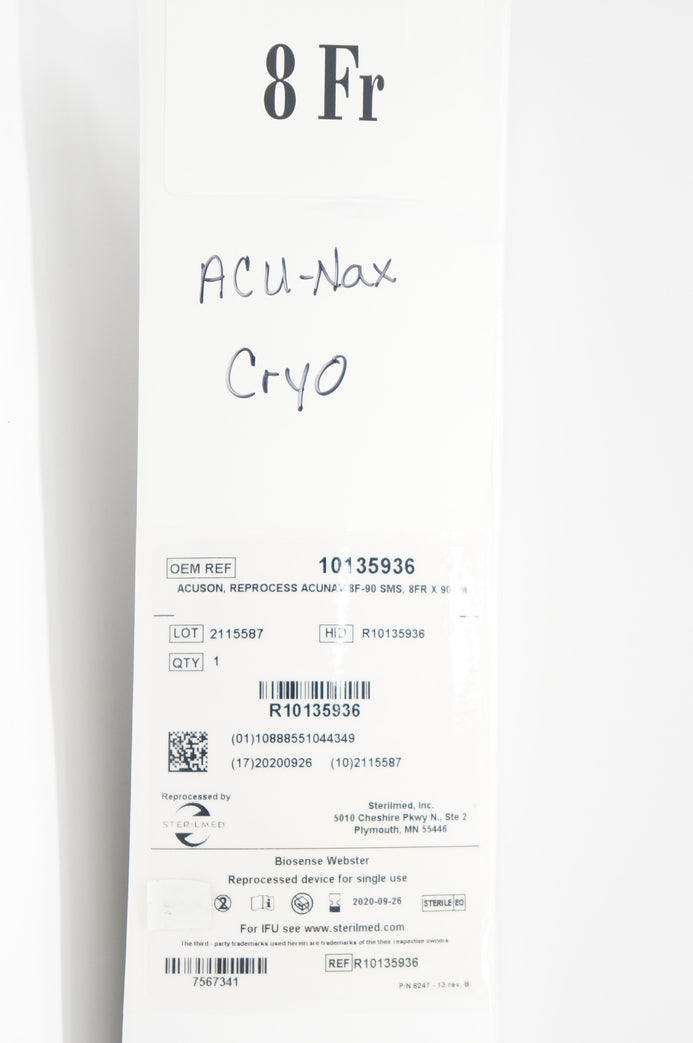 8 Fr
ACU-Nax
Cryo
OEM REF 10135936
ACUSON, REPROCESS ACUNAV 8F-90 SMS, 8FR X 90
LOT 2115587 HID R10135936
QTY 1
R10135936
(01)10888551044349
(17)20200926 (10)2115587
Reprocessed by
STERILMED
Sterilmed, Inc.
5010 Cheshire Pkwy N., Ste 2
Plymouth, MN 55446
Biosense Webster
Reprocessed device for single use
2 i 2020-09-26 STERILE EO
For IFU see www.sterilmed.com
The third - party trademarks used herein are trademarks of the their respective owners
7567341
REF R10135936
P/N 6247 - 13 rev. B